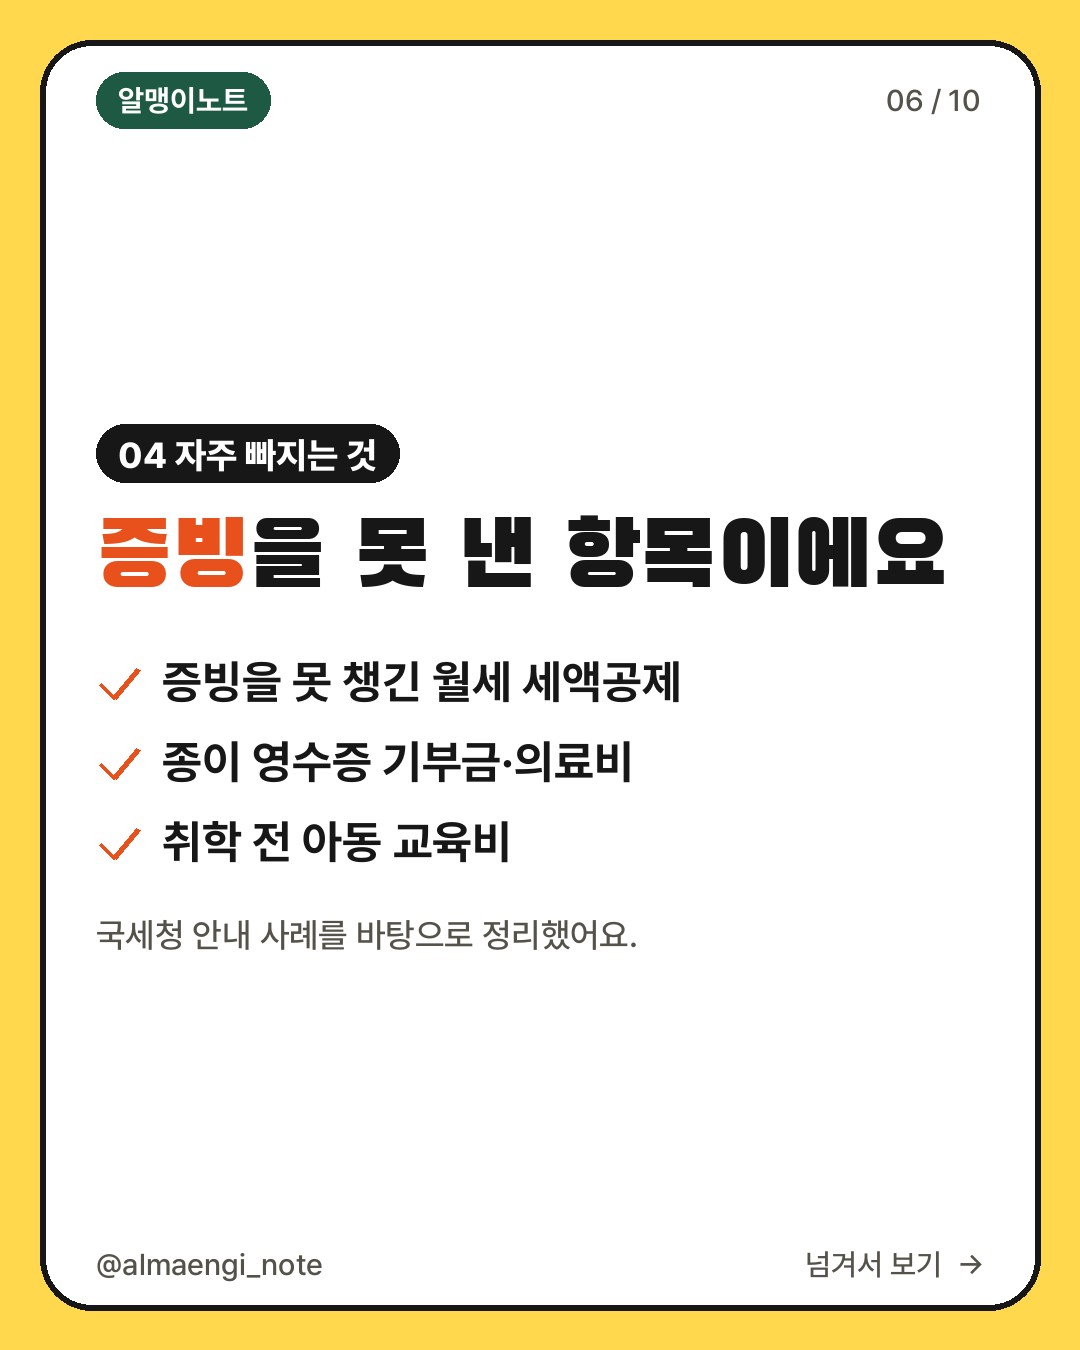 알맹이노트
06 / 10
04 자주 빠지는 것
증빙을 못 낸 항목이에요
증빙을 못 챙긴 월세 세액공제
종이 영수증 기부금·의료비
취학 전 아동 교육비
국세청 안내 사례를 바탕으로 정리했어요.
@almaengi_note
넘겨서 보기 →